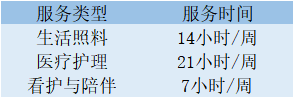 服务类型 服务时间
生活照料 14小时/周
医疗护理 21小时/周
看护与陪伴 7小时/周